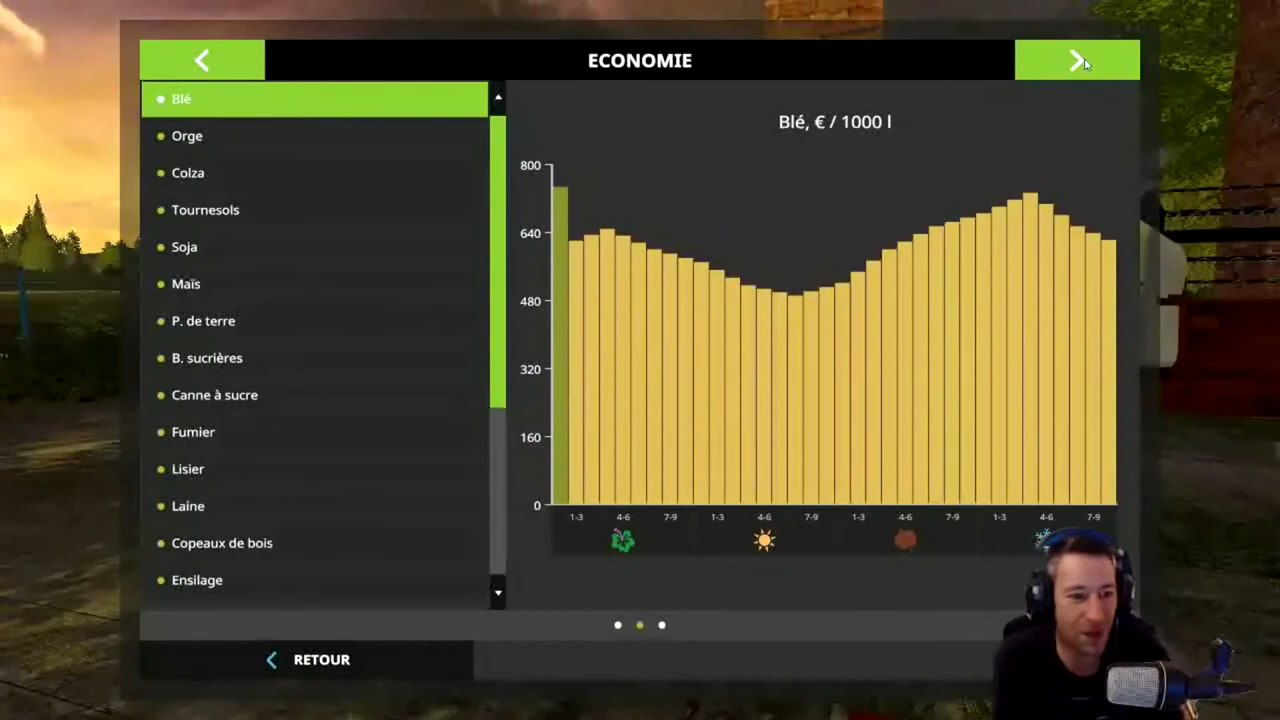 ECONOMIE
Blé
Orge
Colza
Tournesols
Soja
Maïs
P. de terre
B. sucrières
Canne à sucre
Fumier
Lisier
Laine
Copeaux de bois
Ensilage
Blé, € / 1000 l
800
640
480
320
160
0
1-3 4-6 7-9 1-3 4-6 7-9 1-3 4-6 7-9 1-3 4-6 7-9
RETOUR